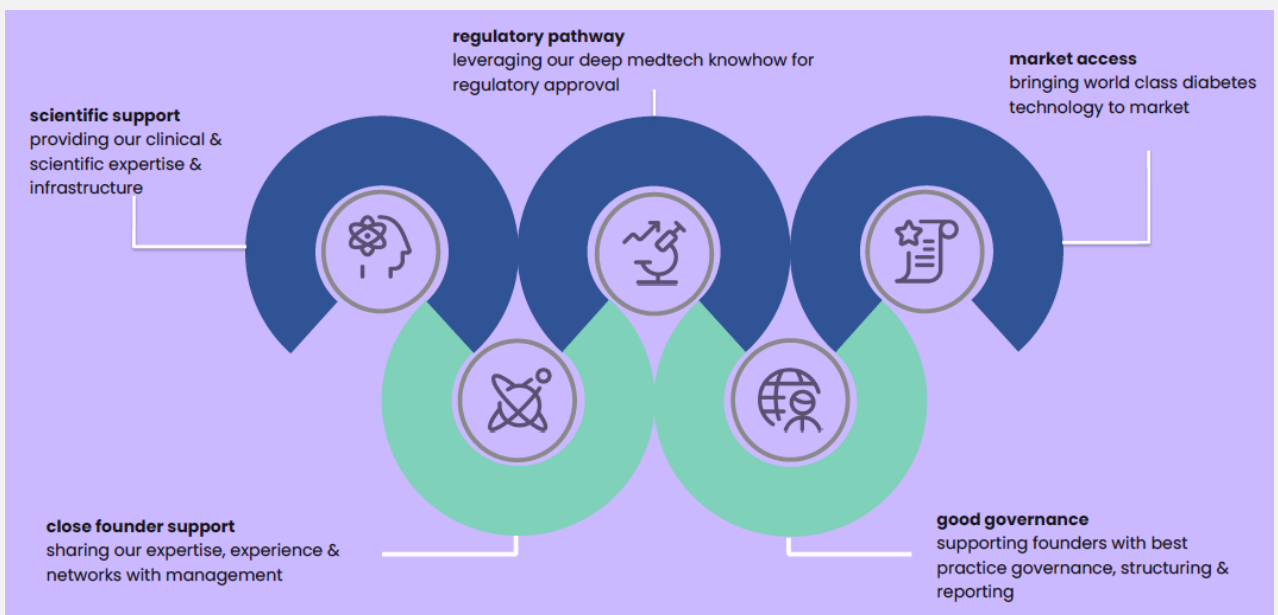 regulatory pathway
leveraging our deep medtech knowhow for
regulatory approval
market access
bringing world class diabetes
technology to market
scientific support
providing our clinical &
scientific expertise &
infrastructure
close founder support
sharing our expertise, experience &
networks with management
good governance
supporting founders with best
practice governance, structuring &
reporting